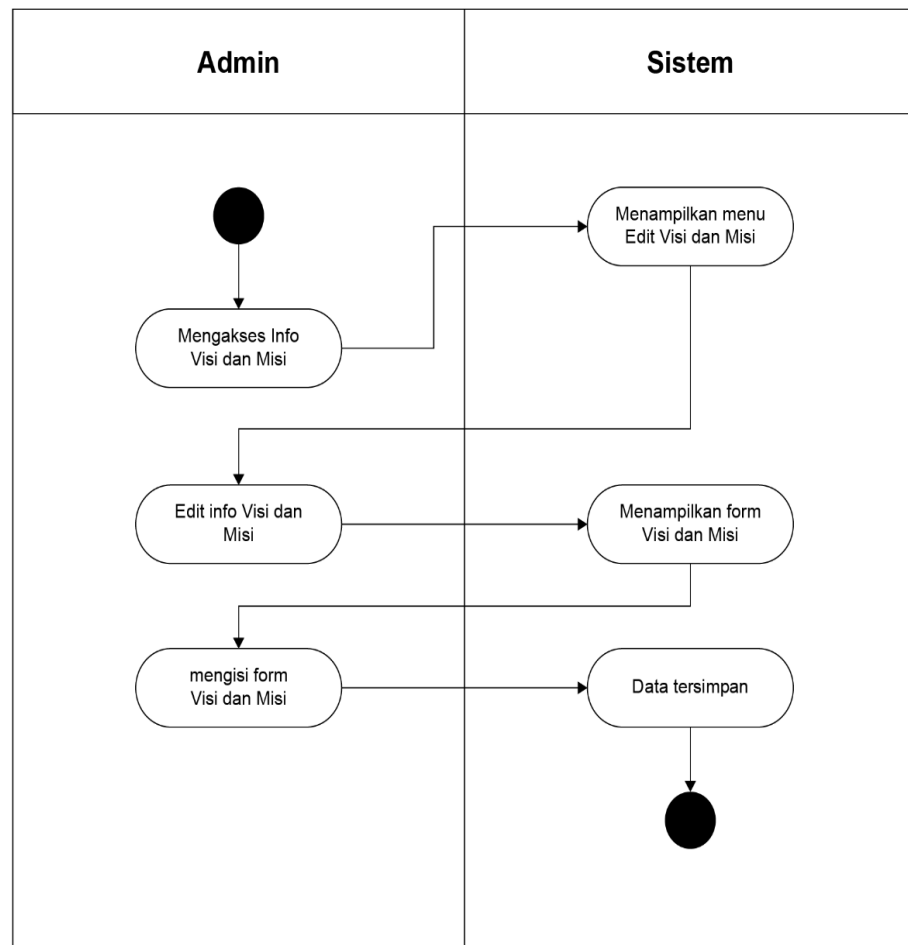 Admin
Sistem
Menampilkan menu
Edit Visi dan Misi
Mengakses Info
Visi dan Misi
Edit info Visi dan
Misi
Menampilkan form
Visi dan Misi
mengisi form
Visi dan Misi
Data tersimpan